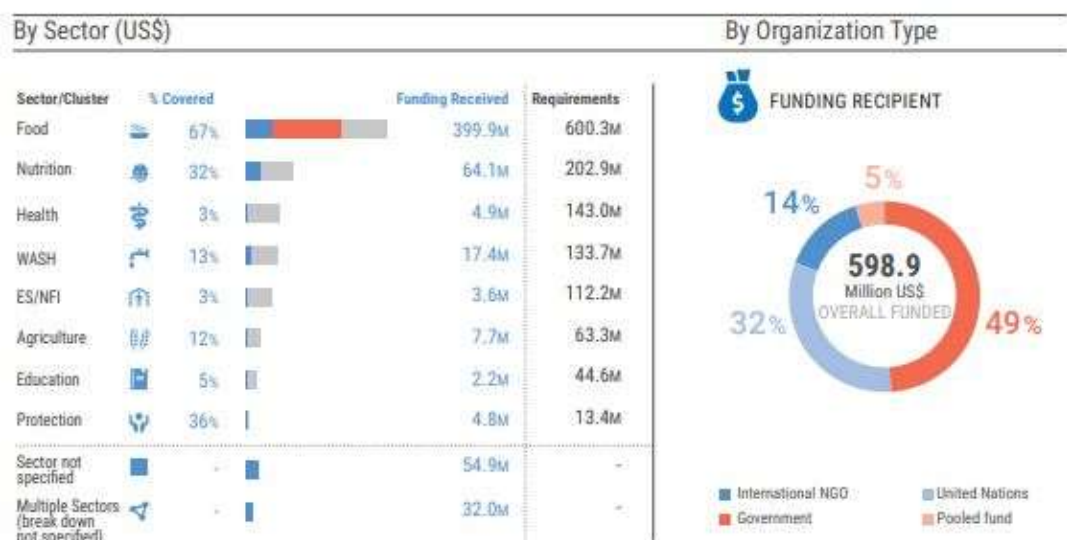 By Sector (US$)
By Organization Type
Sector/Cluster % Covered Funding Received Requirements
Food 67% 399.9M 600.3M
Nutrition 32% 64.1M 202.9M
Health 3% 4.9M 143.0M
WASH 13% 17.4M 133.7M
ES/NFI 3% 3.6M 112.2M
Agriculture 12% 7.7M 63.3M
Education 5% 2.2M 44.6M
Protection 36% 4.8M 13.4M
Sector not
specified - 54.9M -
Multiple Sectors
(break down - 32.0M -
not specified)
$ FUNDING RECIPIENT
5%
14%
598.9
Million US$
OVERALL FUNDED
32%
49%
International NGO United Nations
Government Pooled fund